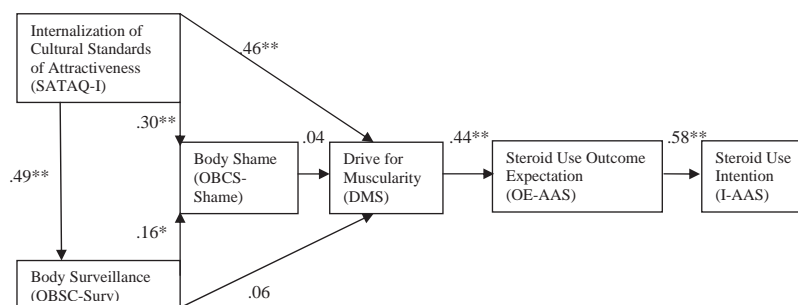 Internalization of
Cultural Standards
of Attractiveness
(SATAQ-I)
.46**
.30**
.04
.44**
.58**
Body Shame
(OBCS-
Shame)
Drive for
Muscularity
(DMS)
Steroid Use Outcome
Expectation
(OE-AAS)
Steroid Use
Intention
(I-AAS)
.49**
.16*
Body Surveillance
(OBSC-Surv)
.06